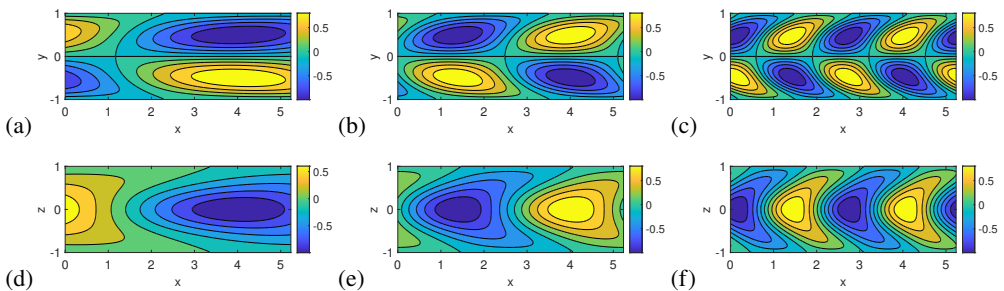 1 0.5 1 0.5 1 0.5
y 0 0 y 0 0 y 0 0
-0.5 -0.5 -0.5
-1 -1 -1
0 1 2 3 4 5 0 1 2 3 4 5 0 1 2 3 4 5
(a) x (b) x (c) x
1 0.5 1 0.5 1 0.5
z 0 0 z 0 0 z 0 0
-0.5 -0.5 -0.5
-1 -1 -1
0 1 2 3 4 5 0 1 2 3 4 5 0 1 2 3 4 5
(d) x (e) x (f) x